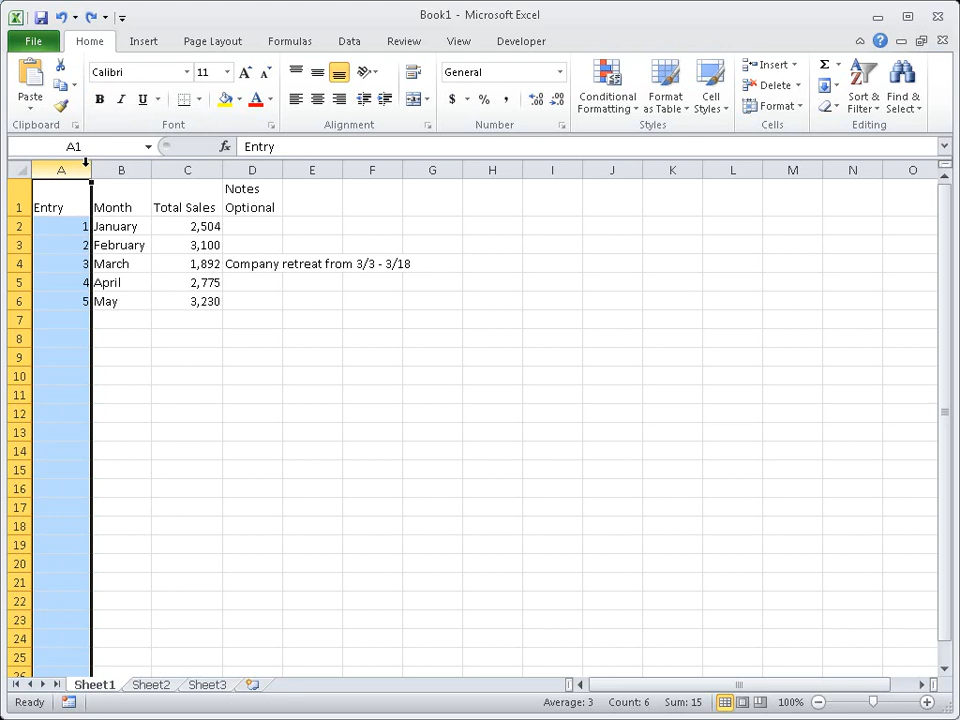 Book1 - Microsoft Excel
File Home Insert Page Layout Formulas Data Review View Developer
Paste
Calibri 11
B I U
General
$ % ,
Conditional Formatting
Format as Table
Cell Styles
Insert
Delete
Format
Σ
Sort & Filter
Find & Select
Clipboard Font Alignment Number Styles Cells Editing
A1 fx Entry
A B C D E F G H I J K L M N O
Notes
1 Entry Month Total Sales Optional
2 1 January 2,504
3 2 February 3,100
4 3 March 1,892 Company retreat from 3/3 - 3/18
5 4 April 2,775
6 5 May 3,230
7
8
9
10
11
12
13
14
15
16
17
18
19
20
21
22
23
24
25
26
Sheet1 Sheet2 Sheet3
Ready Average: 3 Count: 6 Sum: 15 100%